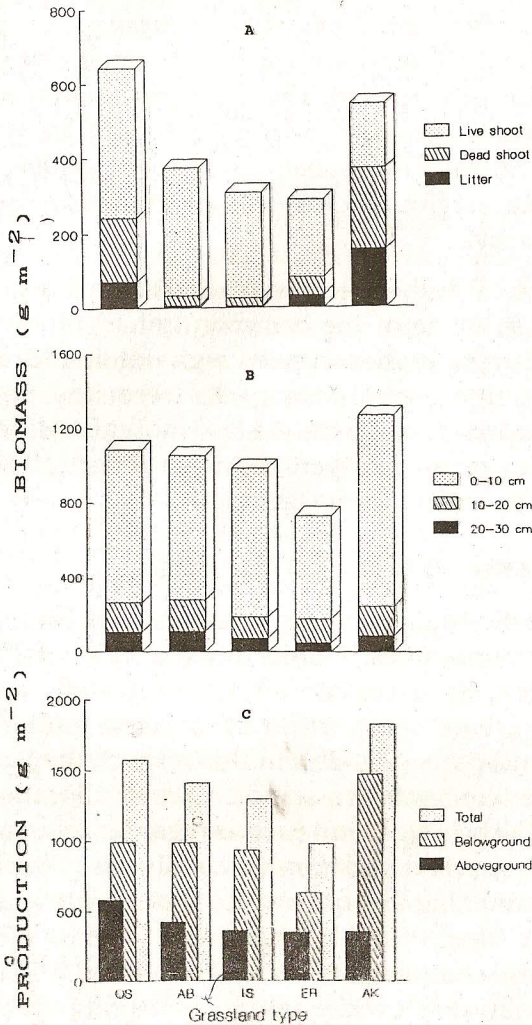 A
800
600
400
200
0
Live shoot
Dead shoot
Litter
BIOMASS (g m-2)
B
1600
1200
800
400
0
0-10 cm
10-20 cm
20-30 cm
C
PRODUCTION (g m-2)
2000
1500
1000
500
0
Total
Belowground
Aboveground
OS AB IS ER AK
Grassland type